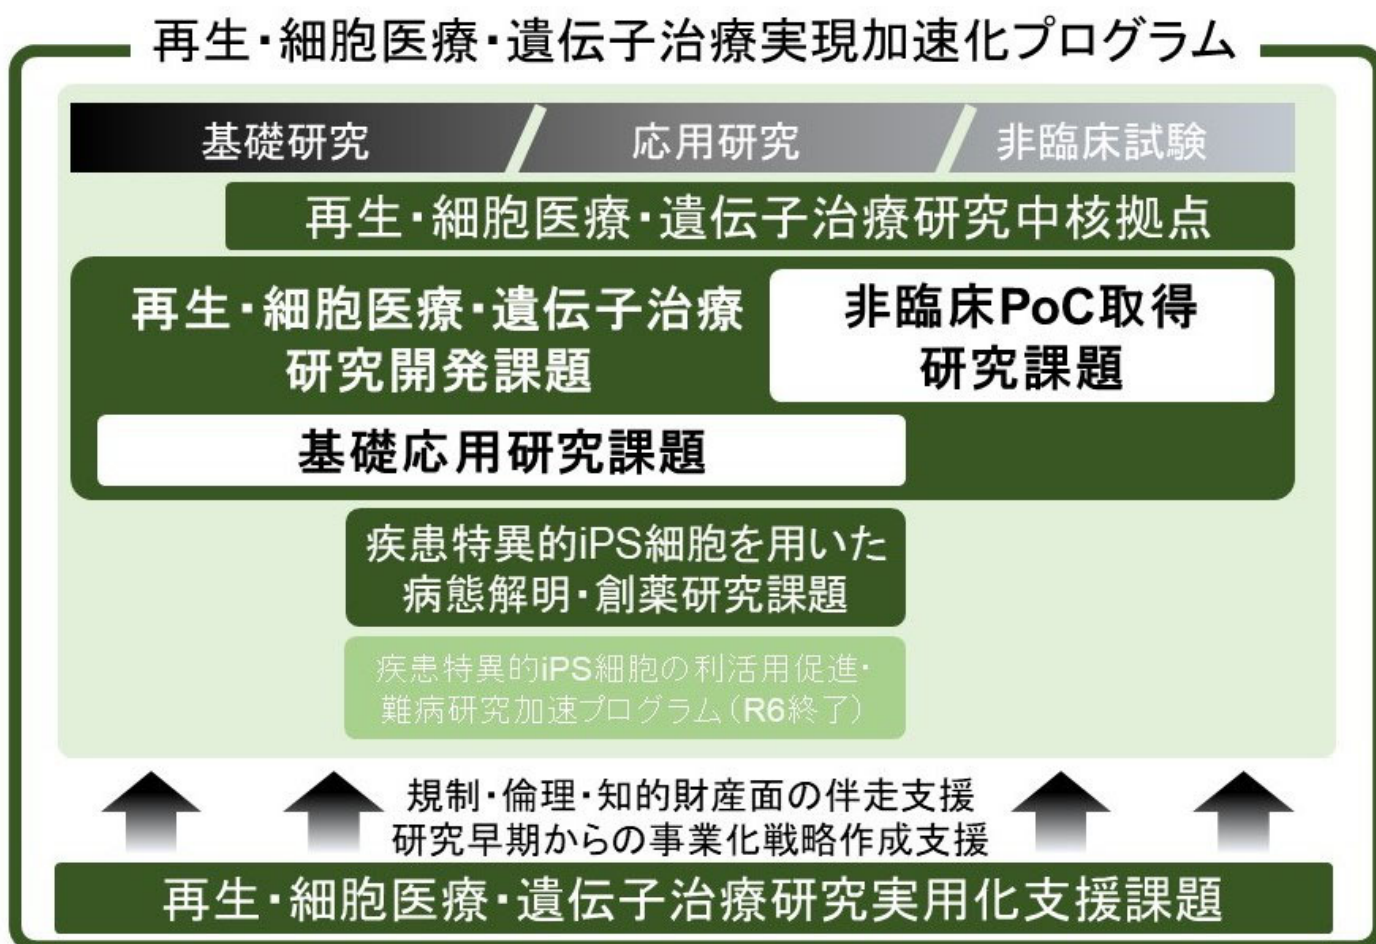 再生・細胞医療・遺伝子治療実現加速化プログラム
基礎研究
応用研究
非臨床試験
再生・細胞医療・遺伝子治療研究中核拠点
再生・細胞医療・遺伝子治療
研究開発課題
非臨床PoC取得
研究課題
基礎応用研究課題
疾患特異的iPS細胞を用いた
病態解明・創薬研究課題
疾患特異的iPS細胞の利活用促進・
難病研究加速プログラム（R6終了）
規制・倫理・知的財産面の伴走支援
研究早期からの事業化戦略作成支援
再生・細胞医療・遺伝子治療研究実用化支援課題